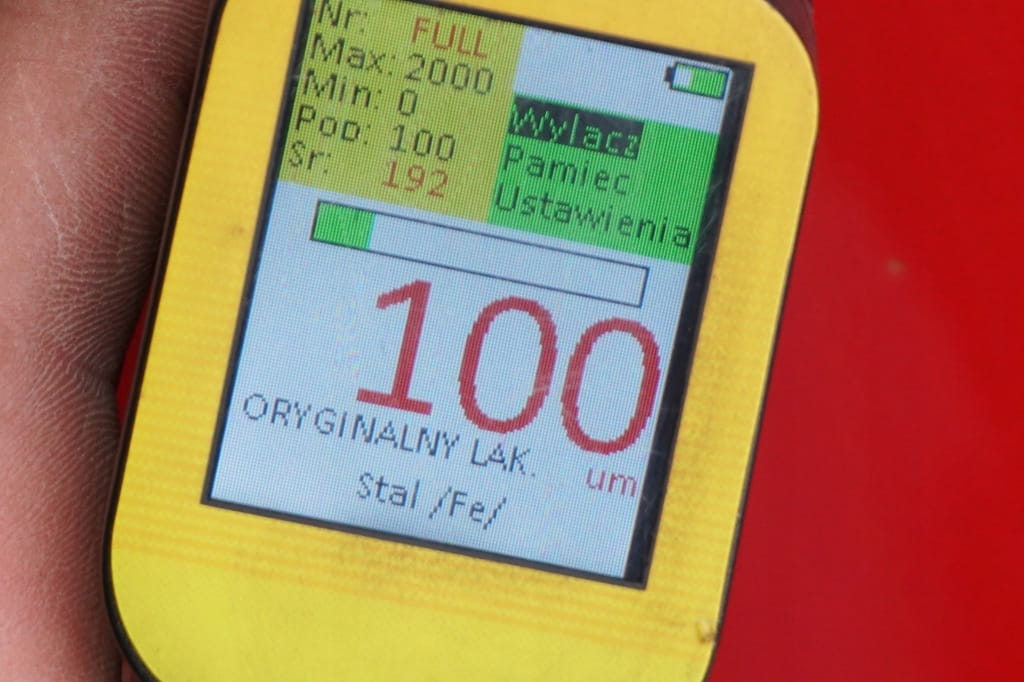 Nr: FULL
Max: 2000
Min: 0
Pop: 100
Sr: 192
Wylacz
Pamiec
Ustawienia
100
um
ORYGINALNY LAK.
Stal /Fe/